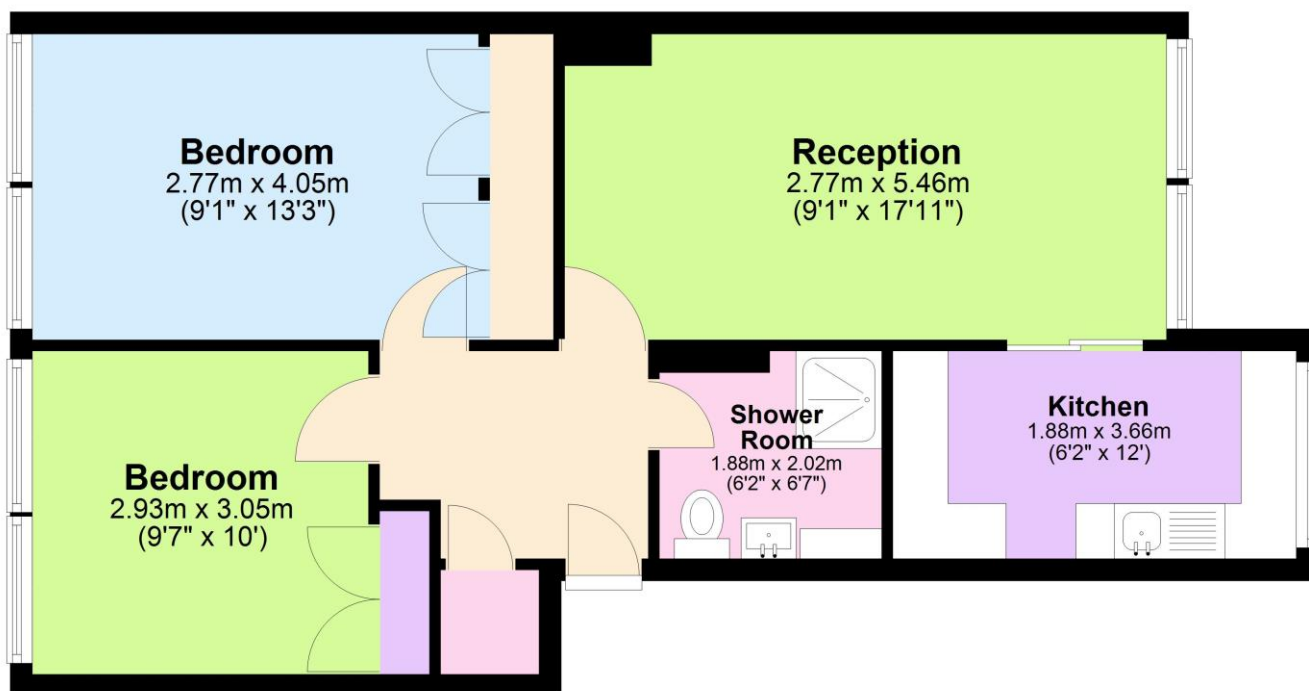 Bedroom
2.77m x 4.05m
(9'1" x 13'3")
Reception
2.77m x 5.46m
(9'1" x 17'11")
Bedroom
2.93m x 3.05m
(9'7" x 10')
Shower
Room
1.88m x 2.02m
(6'2" x 6'7")
Kitchen
1.88m x 3.66m
(6'2" x 12')